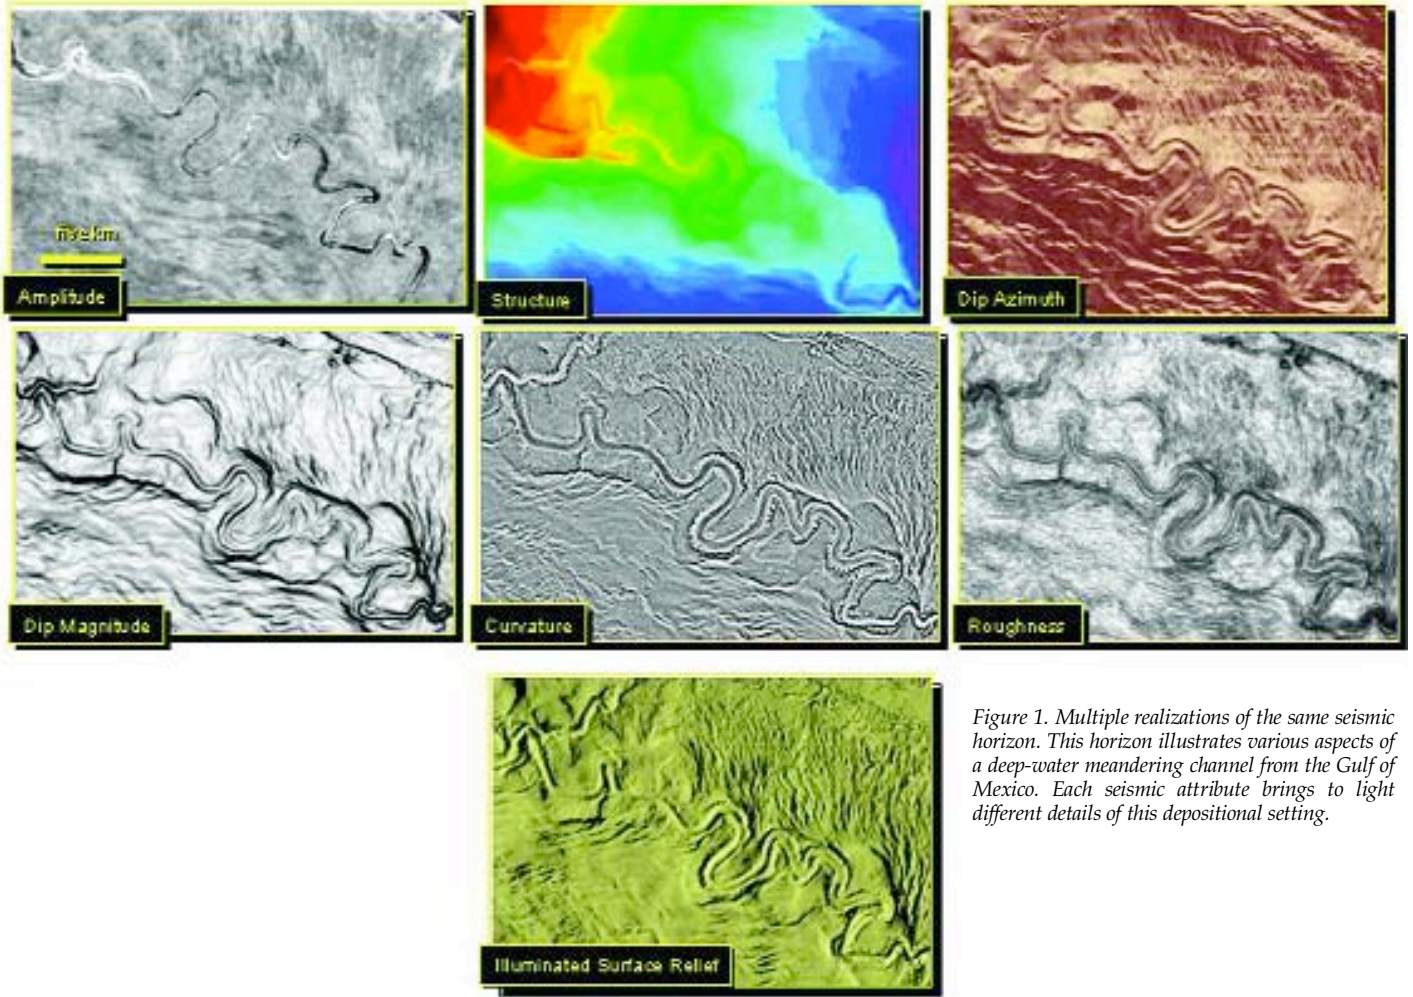 five km
Amplitude
Structure
Dip Azimuth
Dip Magnitude
Curvature
Roughness
Illuminated Surface Relief
Figure 1. Multiple realizations of the same seismic
horizon. This horizon illustrates various aspects of
a deep-water meandering channel from the Gulf of
Mexico. Each seismic attribute brings to light
different details of this depositional setting.